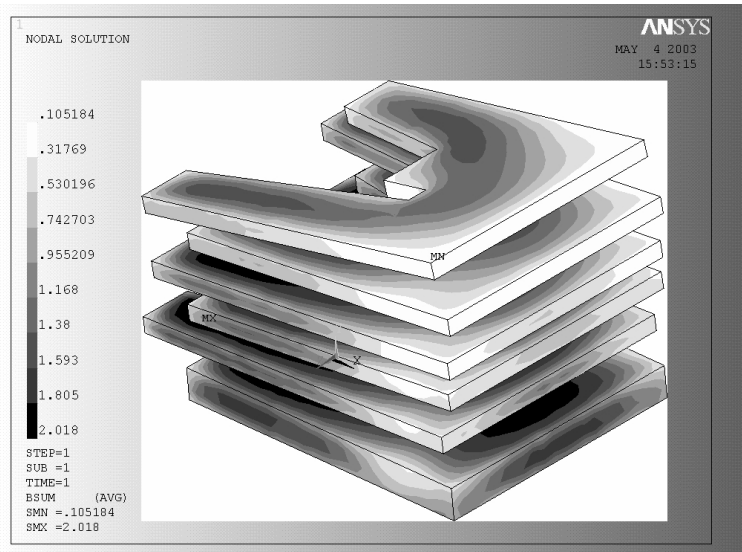 1
NODAL SOLUTION
ANSYS
MAY 4 2003
15:53:15
.105184
.31769
.530196
.742703
.955209
1.168
1.38
1.593
1.805
2.018
MN
MX
X
STEP=1
SUB =1
TIME=1
BSUM (AVG)
SMN =.105184
SMX =2.018